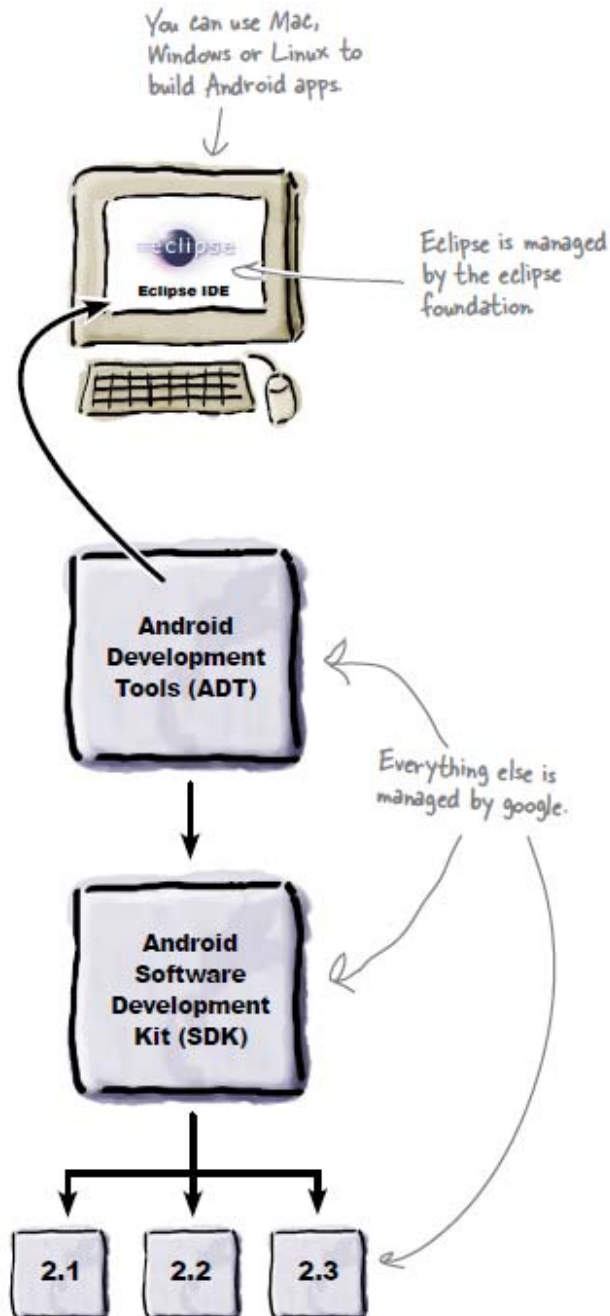 You can use Mac,
Windows or Linux to
build Android apps.
eclipse
Eclipse IDE
Eclipse is managed
by the eclipse
foundation
Android
Development
Tools (ADT)
Everything else is
managed by google.
Android
Software
Development
Kit (SDK)
2.1
2.2
2.3